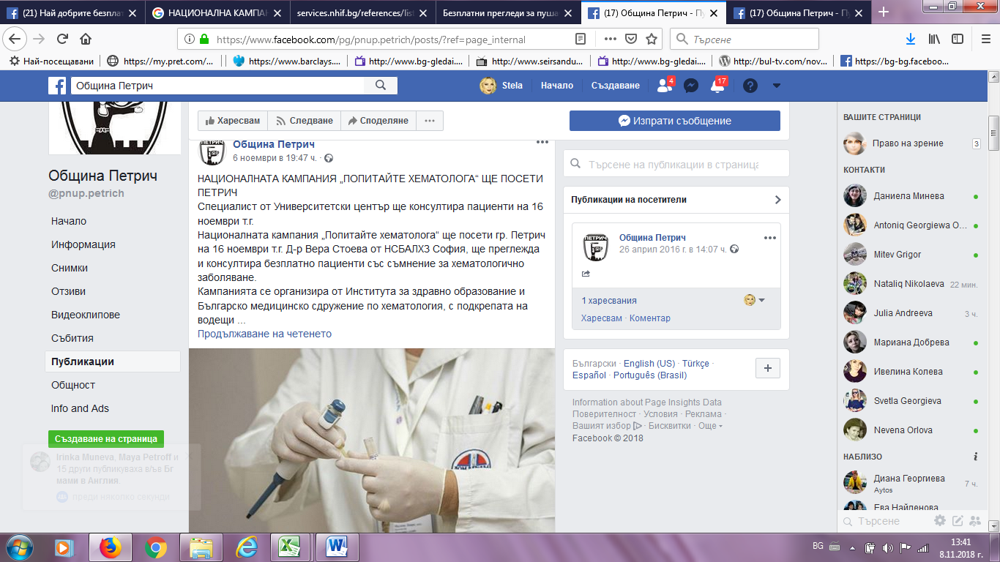 (21) Най добрите безплат
НАЦИОНАЛНА КАМПАН
services.nhif.bg/references/list
Безплатни прегледи за пуша
(17) Община Петрич - Пу
(17) Община Петрич - Пу
https://www.facebook.com/pg/pnup.petrich/posts/?ref=page_internal
Търсене
Най-посещавани
https://my.pret.com/...
https://www.barclays....
http://www.bg-gledai....
http://www.seirsandu...
http://www.bg-gledai....
http://bul-tv.com/nov...
https://bg-bg.faceboo...
Община Петрич
Stela
Начало
Създаване
4
17
Харесвам
Следване
Споделяне
Изпрати съобщение
Община Петрич
@pnup.petrich
Начало
Информация
Снимки
Отзиви
Видеоклипове
Събития
Публикации
Общност
Info and Ads
Създаване на страница
Irinka Muneva, Maya Petroff и
15 други публикуваха в/ъв Бг
мами в Англия.
преди няколко секунди
ПЕТРИЧ
Община Петрич
6 ноември в 19:47 ч. ·
НАЦИОНАЛНАТА КАМПАНИЯ „ПОПИТАЙТЕ ХЕМАТОЛОГА“ ЩЕ ПОСЕТИ
ПЕТРИЧ
Специалист от Университетски център ще консултира пациенти на 16
ноември т.г.
Националната кампания „Попитайте хематолога“ ще посети гр. Петрич
на 16 ноември т.г. Д-р Вера Стоева от НСБАЛХЗ София, ще преглежда
и консултира безплатно пациенти със съмнение за хематологично
заболяване.
Кампанията се организира от Института за здравно образование и
Българско медицинско сдружение по хематология, с подкрепата на
водещи ...
Продължаване на четенето
Търсене на публикации в страница
Публикации на посетители
ПЕТРИЧ
Община Петрич
26 април 2016 г. в 14:07 ч. ·
1 харесвания
Харесвам · Коментар
Български · English (US) · Türkçe ·
Español · Português (Brasil)
Information about Page Insights Data
Поверителност · Условия · Реклама ·
Вашият избор · Бисквитки · Още
Facebook © 2018
ВАШИТЕ СТРАНИЦИ
Право на зрение
3
КОНТАКТИ
Даниела Минева
Antoniq Georgiewa O...
Mitev Grigor
Nataliq Nikolaeva 22 мин.
Julia Andreeva 3 ч.
Мариана Добрева
Ивелина Колева
Svetla Georgieva
Nevena Orlova
НАБЛИЗО
Диана Георгиева 7 ч.
Aytos
Ева Найденова
Търсене
BG
13:41
8.11.2018 г.